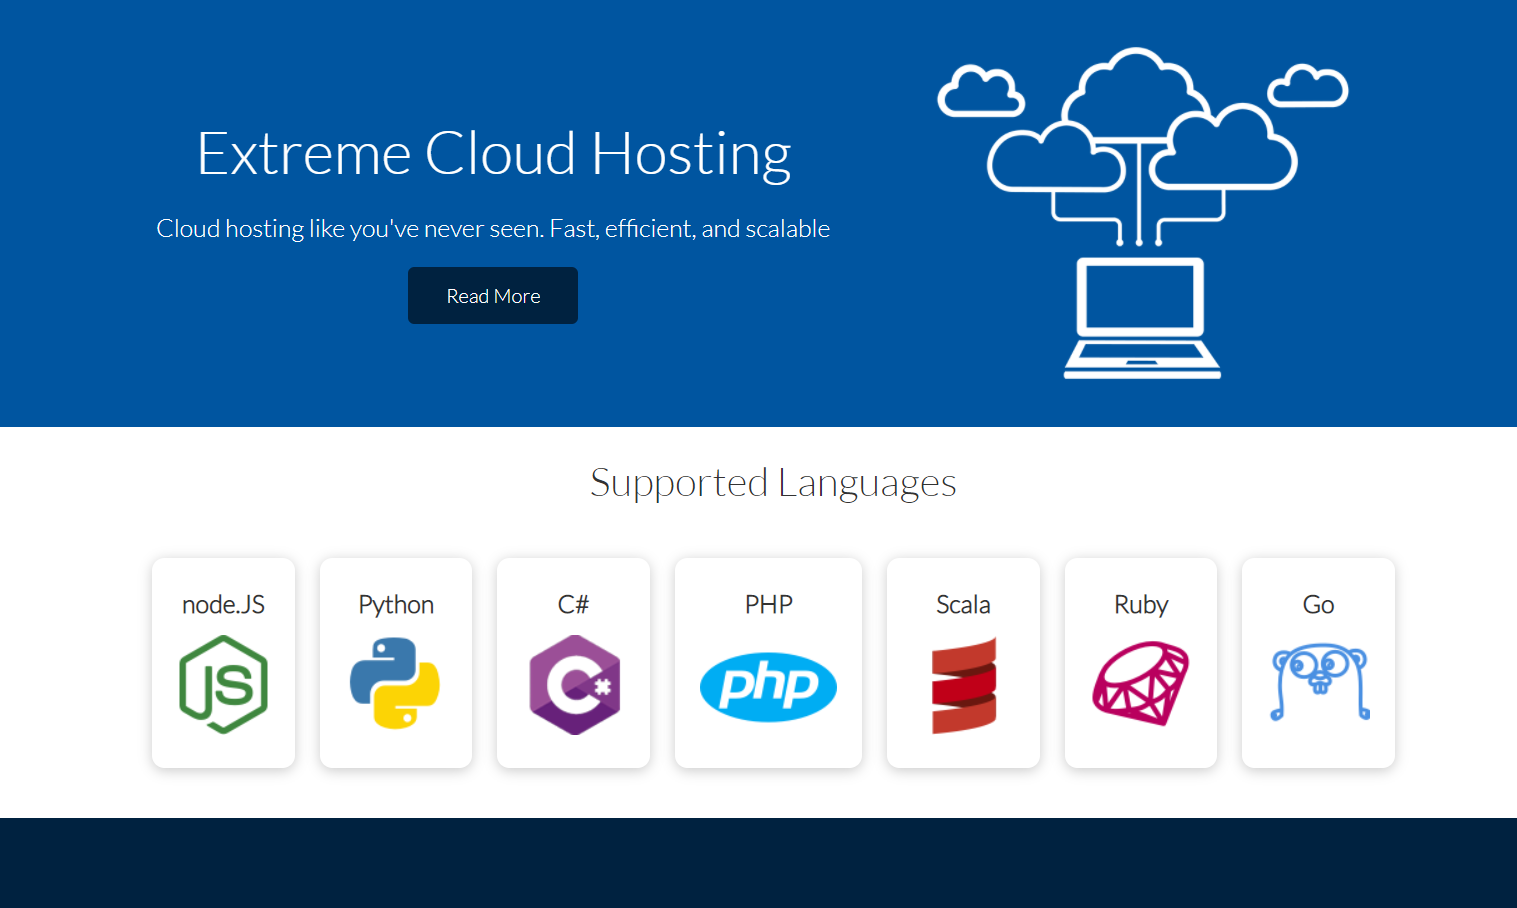 Extreme Cloud Hosting
Cloud hosting like you've never seen. Fast, efficient, and scalable
Read More
Supported Languages
node.JS
Python
C#
PHP
Scala
Ruby
Go
JS
C#
php